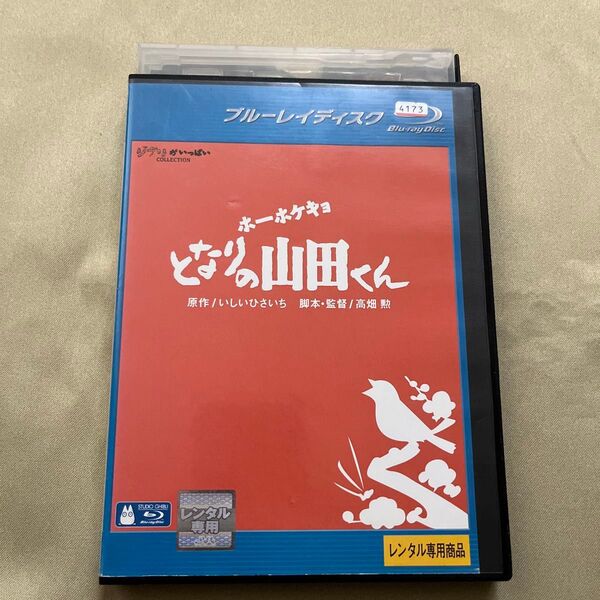 ブルーレイディスク
4173
Blu-ray Disc
ジブリがいっぱい
COLLECTION
ホーホケキョ
となりの山田くん
原作/いしいひさいち 脚本・監督/高畑 勲
STUDIO GHIBLI
Blu-ray Disc
レンタル
専用
レンタル専用商品